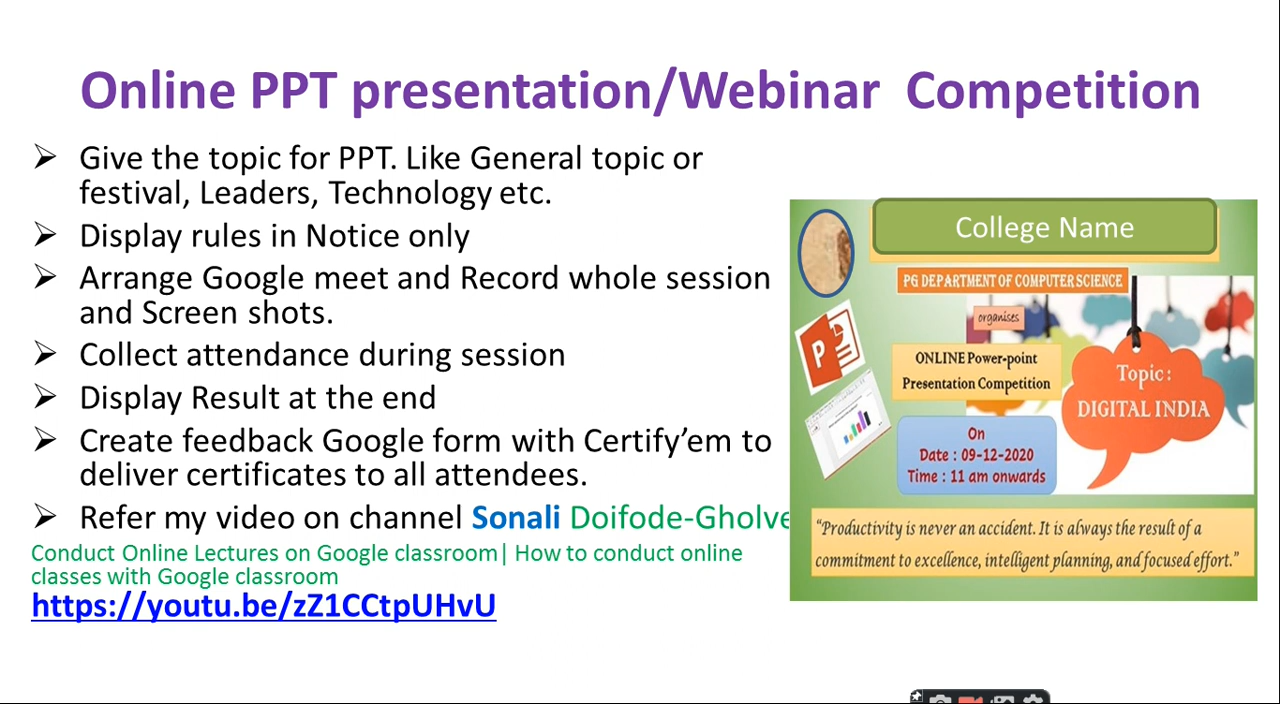 Online PPT presentation/Webinar Competition
➢ Give the topic for PPT. Like General topic or
festival, Leaders, Technology etc.
➢ Display rules in Notice only
➢ Arrange Google meet and Record whole session
and Screen shots.
➢ Collect attendance during session
➢ Display Result at the end
➢ Create feedback Google form with Certify’em to
deliver certificates to all attendees.
➢ Refer my video on channel Sonali Doifode-Gholve
Conduct Online Lectures on Google classroom| How to conduct online
classes with Google classroom
https://youtu.be/zZ1CCtpUHvU
College Name
PG DEPARTMENT OF COMPUTER SCIENCE
organises
P
ONLINE Power-point
Presentation Competition
Topic :
DIGITAL INDIA
On
Date : 09-12-2020
Time : 11 am onwards
“Productivity is never an accident. It is always the result of a
commitment to excellence, intelligent planning, and focused effort.”